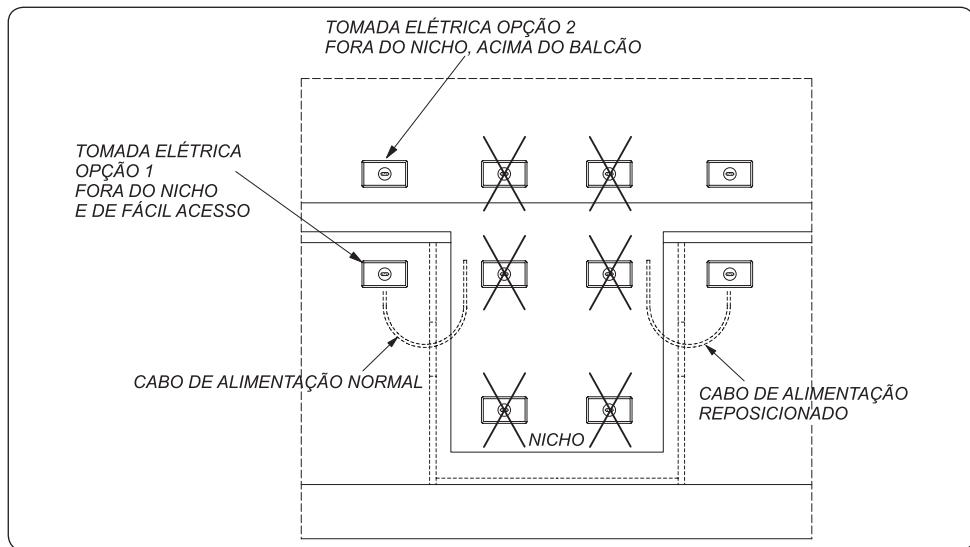 TOMADA ELÉTRICA OPÇÃO 2
FORA DO NICHO, ACIMA DO BALCÃO
TOMADA ELÉTRICA
OPÇÃO 1
FORA DO NICHO
E DE FÁCIL ACESSO
CABO DE ALIMENTAÇÃO NORMAL
CABO DE ALIMENTAÇÃO
REPOSICIONADO
NICHO